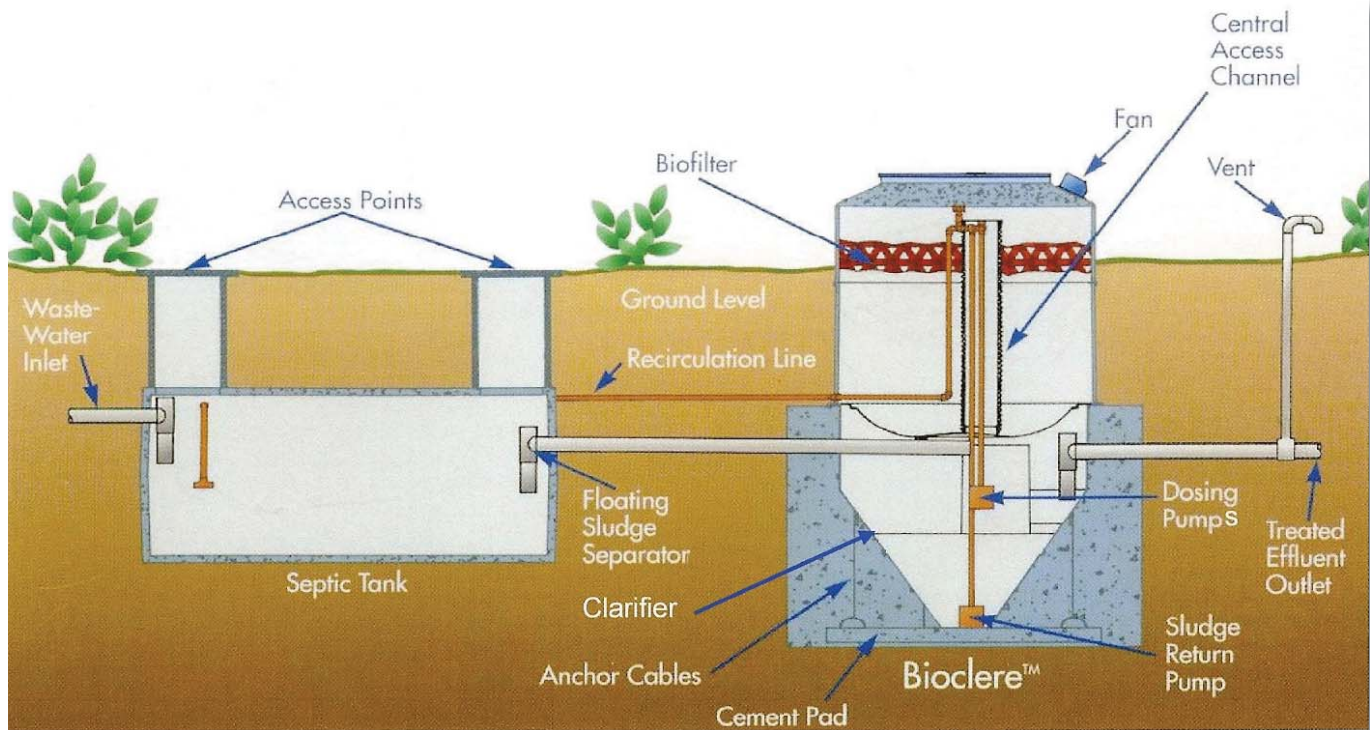 Central
Access
Channel
Fan
Biofilter
Vent
Access Points
Waste-
Water
Inlet
Ground Level
Recirculation Line
Floating
Sludge
Separator
Dosing
Pumps
Treated
Effluent
Outlet
Septic Tank
Clarifier
Sludge
Return
Pump
Anchor Cables
Bioclere™
Cement Pad